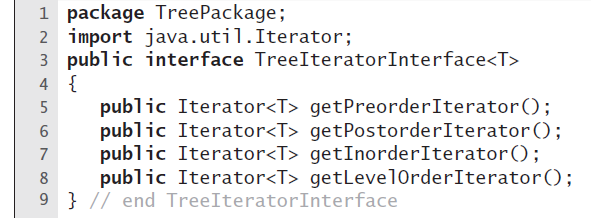 1 package TreePackage;
2 import java.util.Iterator;
3 public interface TreeIteratorInterface<T>
4 {
5 public Iterator<T> getPreorderIterator();
6 public Iterator<T> getPostorderIterator();
7 public Iterator<T> getInorderIterator();
8 public Iterator<T> getLevelOrderIterator();
9 } // end TreeIteratorInterface